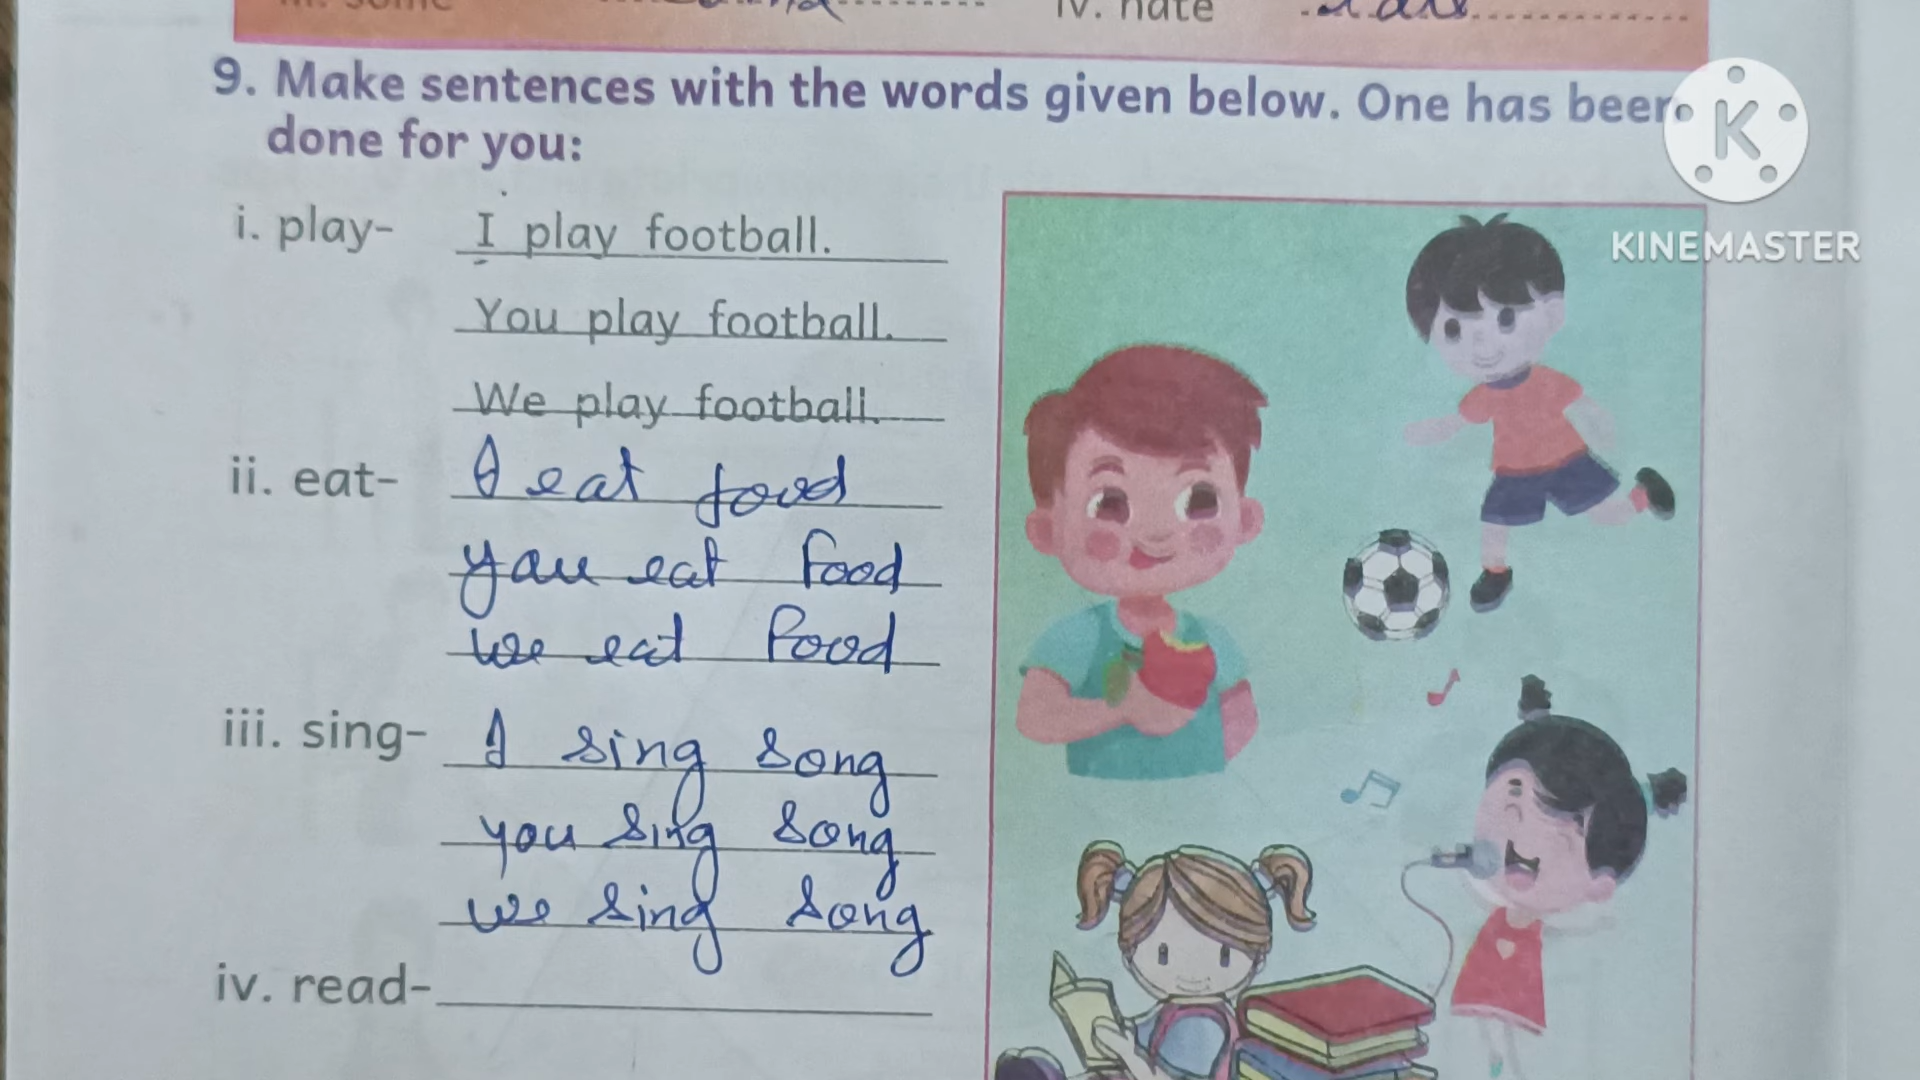 iv. hate
9. Make sentences with the words given below. One has been
done for you:
i. play- I play football.
You play football.
We play football.
ii. eat- I eat food
you eat food
we eat food
iii. sing- I sing song
you sing song
we sing song
iv. read-
K
KINEMASTER